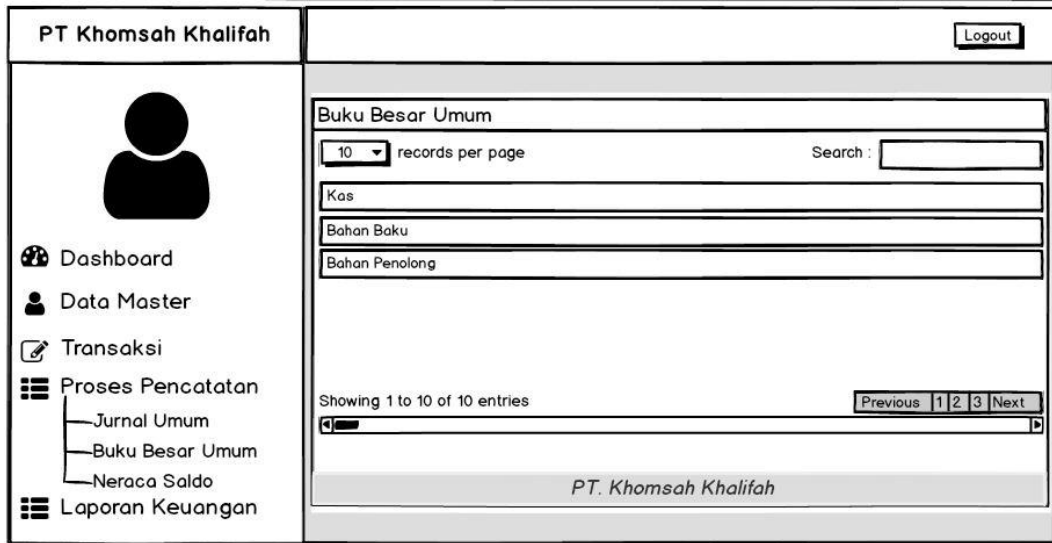 PT Khomsah Khalifah
Logout
Dashboard
Data Master
Transaksi
Proses Pencatatan
Jurnal Umum
Buku Besar Umum
Neraca Saldo
Laporan Keuangan
Buku Besar Umum
10 records per page Search :
Kas
Bahan Baku
Bahan Penolong
Showing 1 to 10 of 10 entries Previous 1 2 3 Next
PT. Khomsah Khalifah